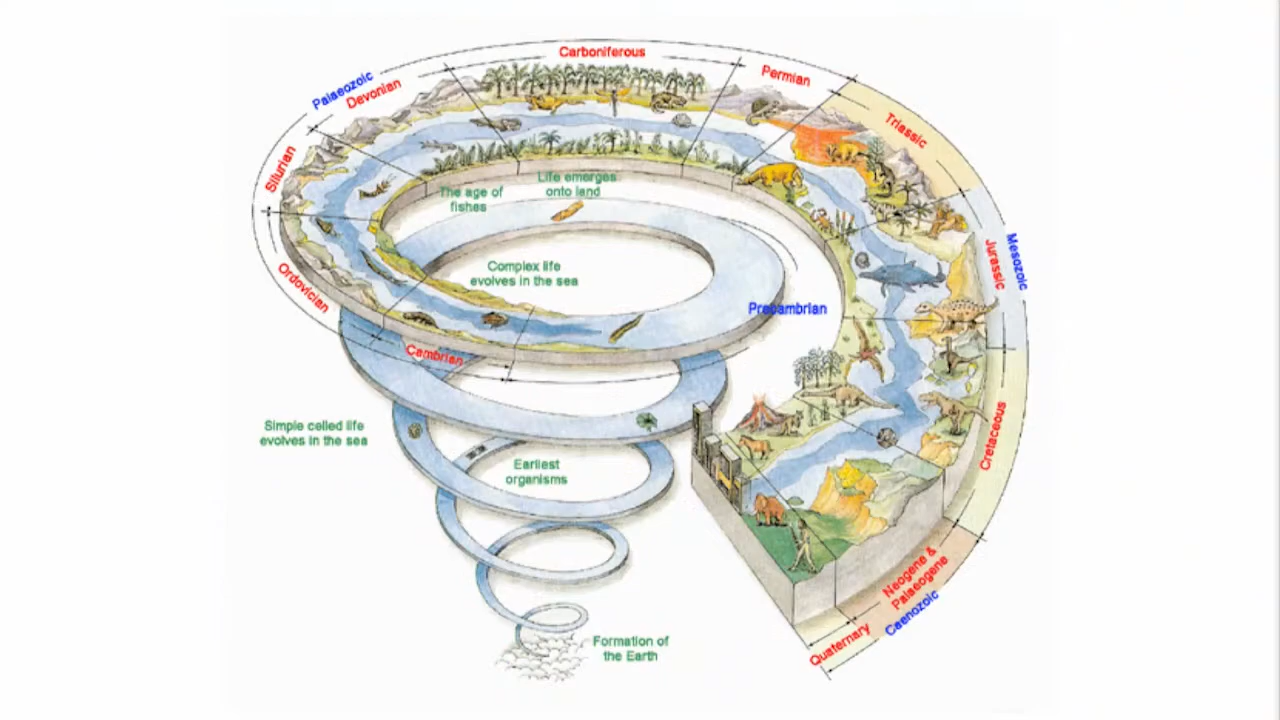 Carboniferous
Permian
Palaeozoic
Devonian
Triassic
Silurian
Life emerges
onto land
The age of
fishes
Mesozoic
Jurassic
Complex life
evolves in the sea
Ordovician
Precambrian
Cambrian
Simple celled life
evolves in the sea
Cretaceous
Earliest
organisms
Neogene &
Palaeogene
Caenozoic
Quaternary
Formation of
the Earth